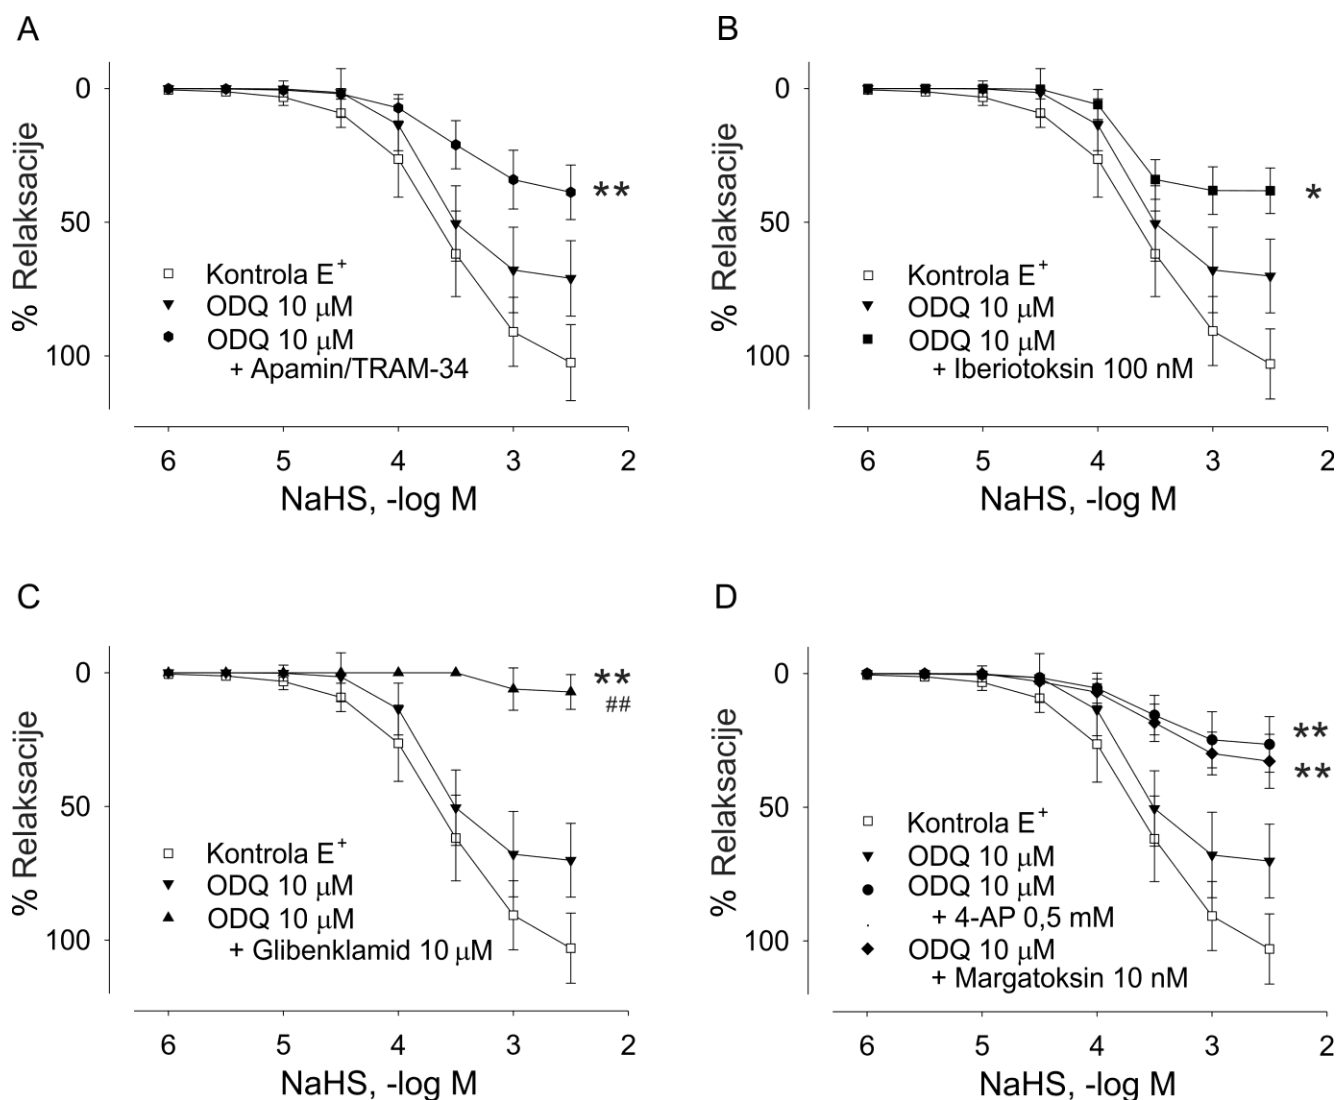 A
% Relaksacije
0
50
100
Kontrola E+
ODQ 10 μM
ODQ 10 μM
+ Apamin/TRAM-34
**
6 5 4 3 2
NaHS, -log M
B
% Relaksacije
0
50
100
Kontrola E+
ODQ 10 μM
ODQ 10 μM
+ Iberiotoksin 100 nM
*
6 5 4 3 2
NaHS, -log M
C
% Relaksacije
0
50
100
**
##
Kontrola E+
ODQ 10 μM
ODQ 10 μM
+ Glibenklamid 10 μM
6 5 4 3 2
NaHS, -log M
D
% Relaksacije
0
50
100
**
**
Kontrola E+
ODQ 10 μM
ODQ 10 μM
+ 4-AP 0,5 mM
ODQ 10 μM
+ Margatoksin 10 nM
6 5 4 3 2
NaHS, -log M